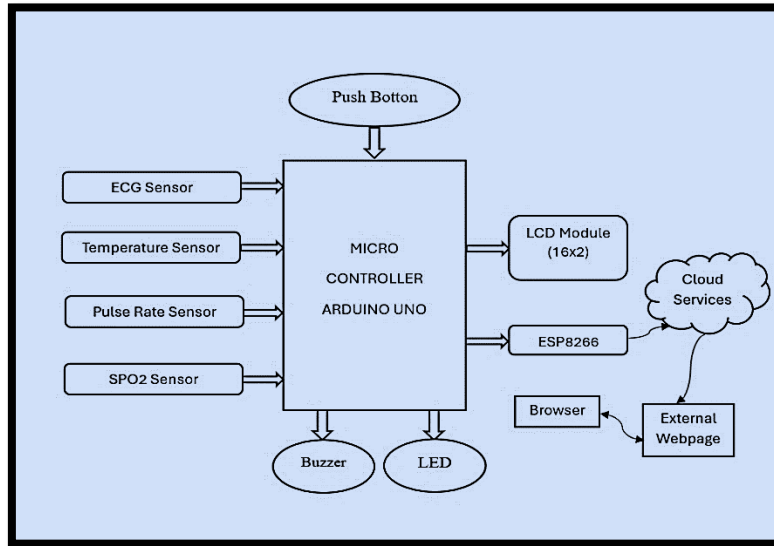 Push Botton
ECG Sensor
Temperature Sensor
Pulse Rate Sensor
SPO2 Sensor
MICRO
CONTROLLER
ARDUINO UNO
LCD Module
(16x2)
ESP8266
Cloud
Services
Browser
External
Webpage
Buzzer
LED